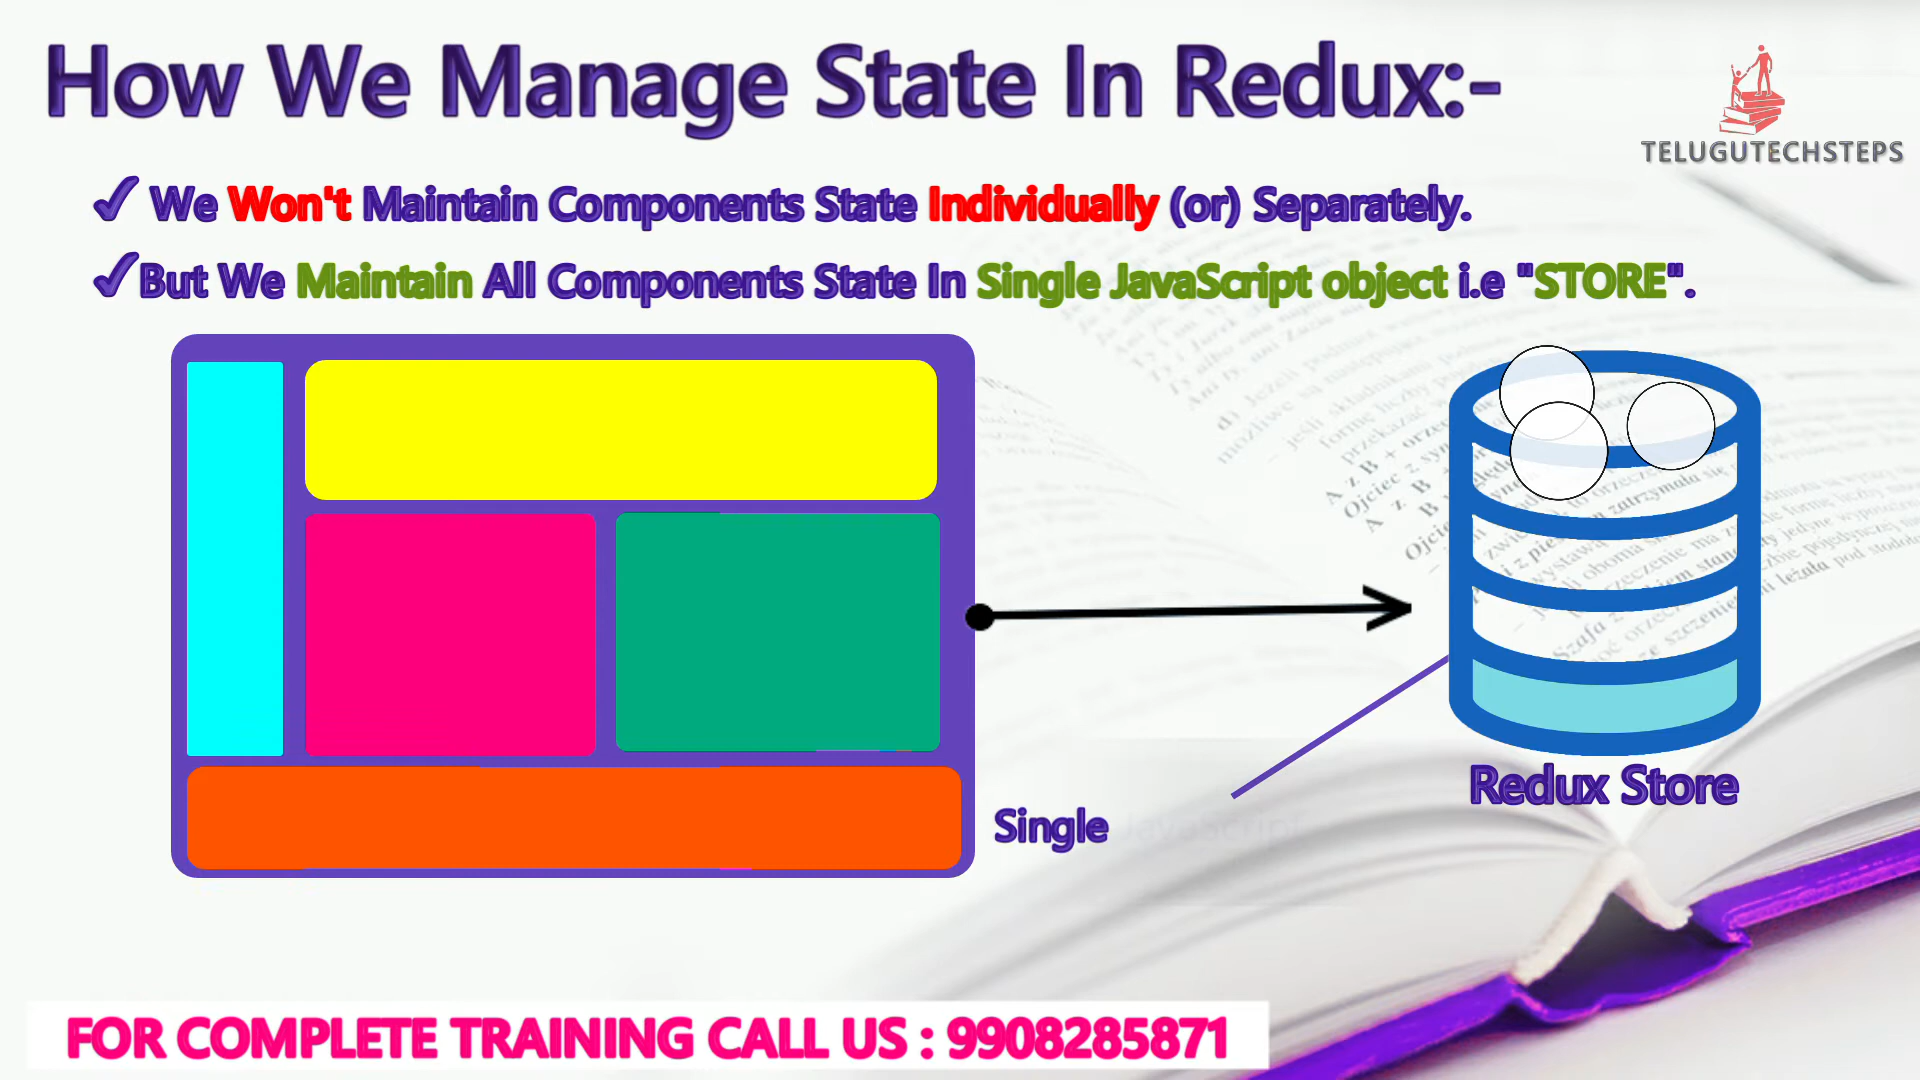 How We Manage State In Redux:-
TELUGUTECHSTEPS
✓ We Won't Maintain Components State Individually (or) Separately.
✓But We Maintain All Components State In Single JavaScript object i.e "STORE".
Redux Store
Single JavaScript
FOR COMPLETE TRAINING CALL US : 9908285871